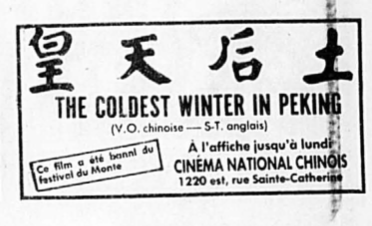 皇天后土
THE COLDEST WINTER IN PEKING
(V.O. chinoise — S-T. anglais)
Ce film a été banni du
festival du Monte
À l'affiche jusqu'à lundi
CINÉMA NATIONAL CHINOIS
1220 est, rue Sainte-Catherine